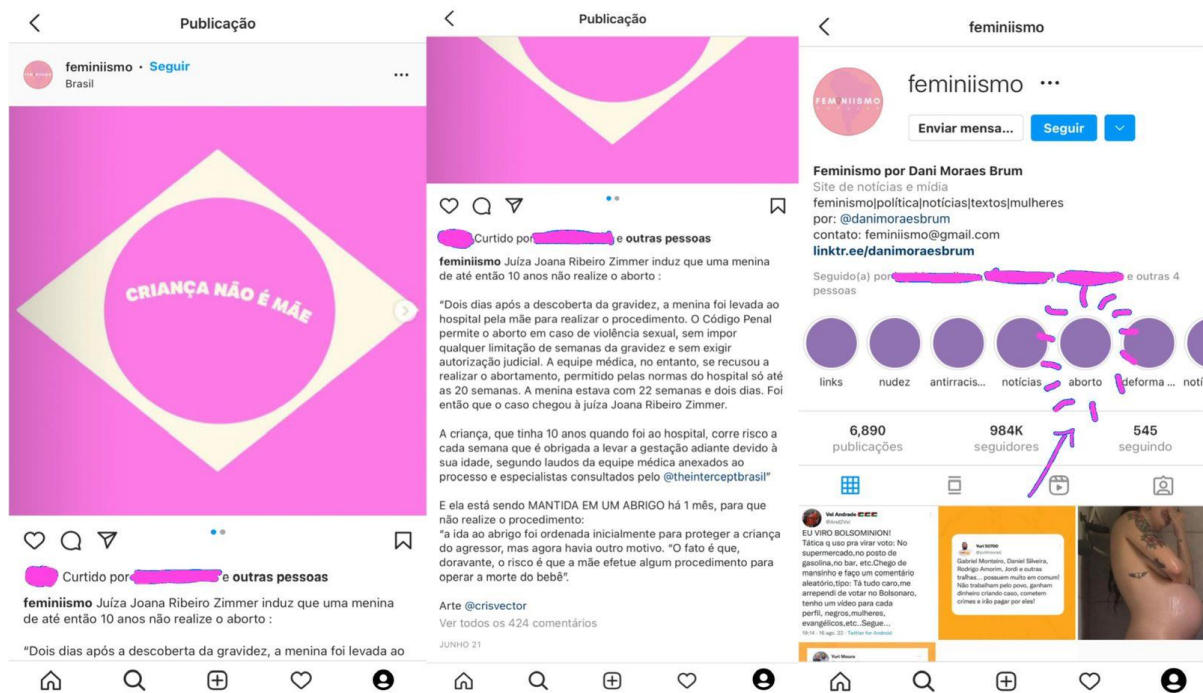 Publicação
feminiismo • Seguir
Brasil
CRIANÇA NÃO É MÃE
Curtido por e outras pessoas
feminiismo Juíza Joana Ribeiro Zimmer induz que uma menina
de até então 10 anos não realize o aborto :
“Dois dias após a descoberta da gravidez, a menina foi levada ao
Publicação
Curtido por e outras pessoas
feminiismo Juíza Joana Ribeiro Zimmer induz que uma menina
de até então 10 anos não realize o aborto :
“Dois dias após a descoberta da gravidez, a menina foi levada ao
hospital pela mãe para realizar o procedimento. O Código Penal
permite o aborto em caso de violência sexual, sem impor
qualquer limitação de semanas da gravidez e sem exigir
autorização judicial. A equipe médica, no entanto, se recusou a
realizar o abortamento, permitido pelas normas do hospital só até
as 20 semanas. A menina estava com 22 semanas e dois dias. Foi
então que o caso chegou à juíza Joana Ribeiro Zimmer.
A criança, que tinha 10 anos quando foi ao hospital, corre risco a
cada semana que é obrigada a levar a gestação adiante devido à
sua idade, segundo laudos da equipe médica anexados ao
processo e especialistas consultados pelo @theinterceptbrasil”
E ela está sendo MANTIDA EM UM ABRIGO há 1 mês, para que
não realize o procedimento:
“a ida ao abrigo foi ordenada inicialmente para proteger a criança
do agressor, mas agora havia outro motivo. “O fato é que,
doravante, o risco é que a mãe efetue algum procedimento para
operar a morte do bebê”.
Arte @crisvector
Ver todos os 424 comentários
JUNHO 21
feminiismo
FEMINIISMO
feminiismo
Enviar mensa... Seguir
Feminismo por Dani Moraes Brum
Site de notícias e mídia
feminismo|política|notícias|textos|mulheres
por: @danimoraesbrum
contato: feminiismo@gmail.com
linktr.ee/danimoraesbrum
Seguido(a) por e outras 4
pessoas
links nudez antirracis... notícias aborto deforma ... notí
6,890 984K 545
publicações seguidores seguindo
Vel Andrade
EU VIRO BOLSOMINION!
Tática q uso pra virar voto: No
supermercado,no posto de
gasolina,no bar, etc.Chego de
mansinho e faço um comentário
aleatório,tipo: Tá tudo caro,me
arrependi de votar no Bolsonaro,
tenho um vídeo para cada
perfil, negros,mulheres,
evangélicos,etc..Segue...
19:14 · 16 ago. 22 · Twitter for Android
Gabriel Monteiro, Daniel Silveira,
Rodrigo Amorim, Jordi e outras
tralhas... possuem muito em comum!
Não trabalham pelo povo, ganham
dinheiro criando caso, cometem
crimes e irão pagar por eles!
Yuri Moura